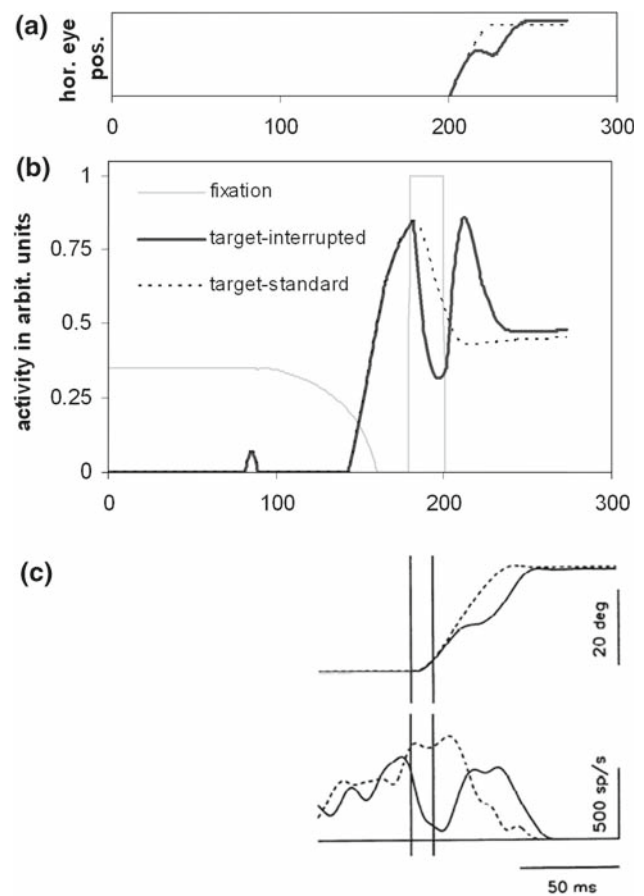 (a)
hor. eye
pos.
0
100
200
300
(b)
1
0.75
0.5
0.25
0
activity in arbit. units
fixation
target-interrupted
target-standard
0
100
200
300
(c)
20 deg
500 sp/s
50 ms